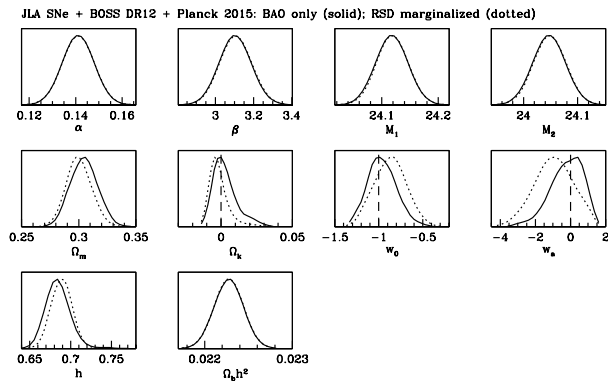 JLA SNe + BOSS DR12 + Planck 2015: BAO only (solid); RSD marginalized (dotted)
0.12 0.14 0.16
α
3 3.2 3.4
β
24.1 24.2
M₁
24 24.1
M₂
0.25 0.3 0.35
Ωₘ
0 0.05
Ωₖ
−1.5 −1 −0.5
w₀
−4 −2 0 2
wₐ
0.65 0.7 0.75
h
0.022 0.023
Ω_b h²